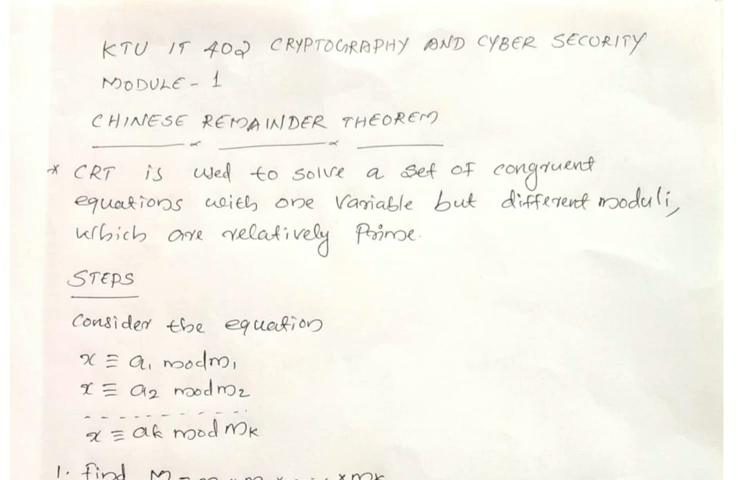 KTU IT 402 CRYPTOGRAPHY AND CYBER SECURITY
MODULE - 1
CHINESE REMAINDER THEOREM
* CRT is used to solve a set of congruent
equations with one variable but different moduli,
which are relatively prime.
STEPS
Consider the equation
x ≡ a₁ mod m₁
x ≡ a₂ mod m₂
- - - - - - - - - -
x ≡ ak mod Mk
1. find M =